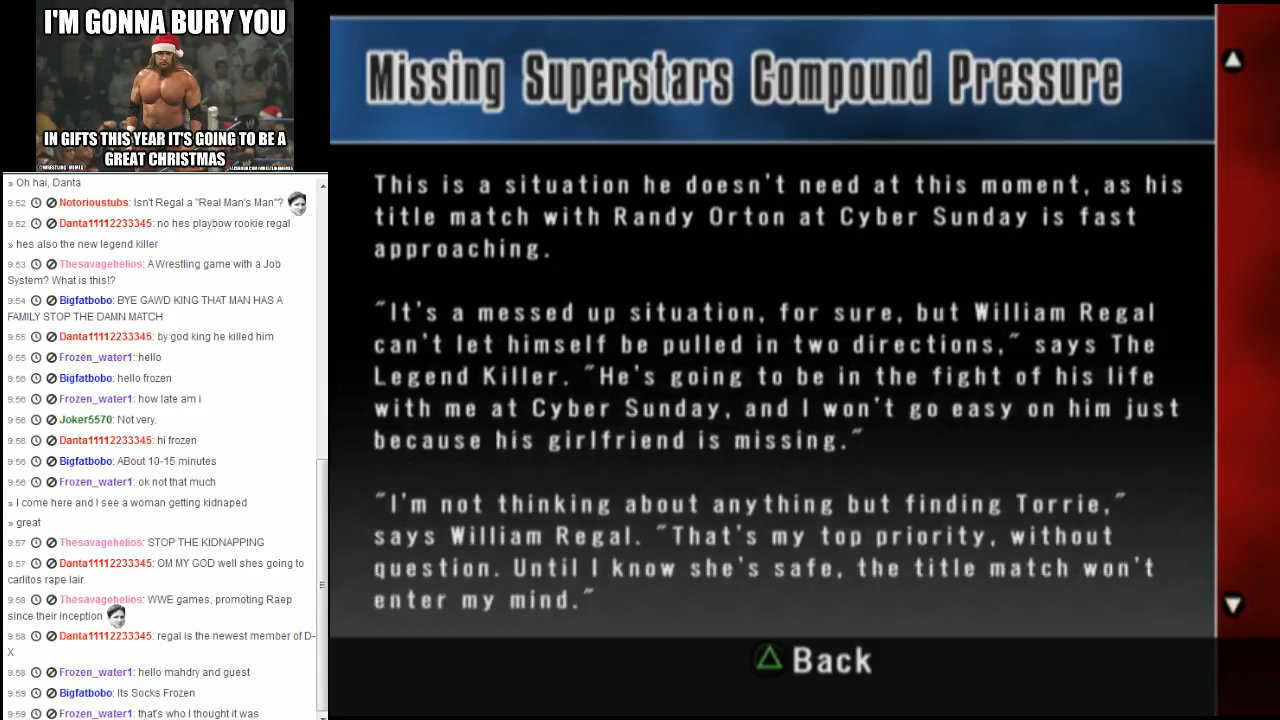 I'M GONNA BURY YOU
IN GIFTS THIS YEAR IT'S GOING TO BE A
GREAT CHRISTMAS
» Oh hai, Danta
9:52 Notorioustubs: Isn't Regal a "Real Man's Man"?
9:52 Danta11112233345: no hes playbow rookie regal
» hes also the new legend killer
9:53 Thesavagehelios: A Wrestling game with a Job
System? What is this!?
9:54 Bigfatbobo: BYE GAWD KING THAT MAN HAS A
FAMILY STOP THE DAMN MATCH
9:55 Danta11112233345: by god king he killed him
9:55 Frozen_water1: hello
9:56 Bigfatbobo: hello frozen
9:56 Frozen_water1: how late am i
9:56 Joker5570: Not very.
9:56 Danta11112233345: hi frozen
9:56 Bigfatbobo: ABout 10-15 minutes
9:56 Frozen_water1: ok not that much
» I come here and I see a woman getting kidnaped
» great
9:57 Thesavagehelios: STOP THE KIDNAPPING
9:57 Danta11112233345: OM MY GOD well shes going to
carlitos rape lair
9:58 Thesavagehelios: WWE games, promoting Raep
since their inception
9:58 Danta11112233345: regal is the newest member of D-
X
9:58 Frozen_water1: hello mahdry and guest
9:59 Bigfatbobo: Its Socks Frozen
9:59 Frozen_water1: that's who I thought it was
Missing Superstars Compound Pressure
This is a situation he doesn't need at this moment, as his
title match with Randy Orton at Cyber Sunday is fast
approaching.
"It's a messed up situation, for sure, but William Regal
can't let himself be pulled in two directions," says The
Legend Killer. "He's going to be in the fight of his life
with me at Cyber Sunday, and I won't go easy on him just
because his girlfriend is missing."
"I'm not thinking about anything but finding Torrie,"
says William Regal. "That's my top priority, without
question. Until I know she's safe, the title match won't
enter my mind."
Back